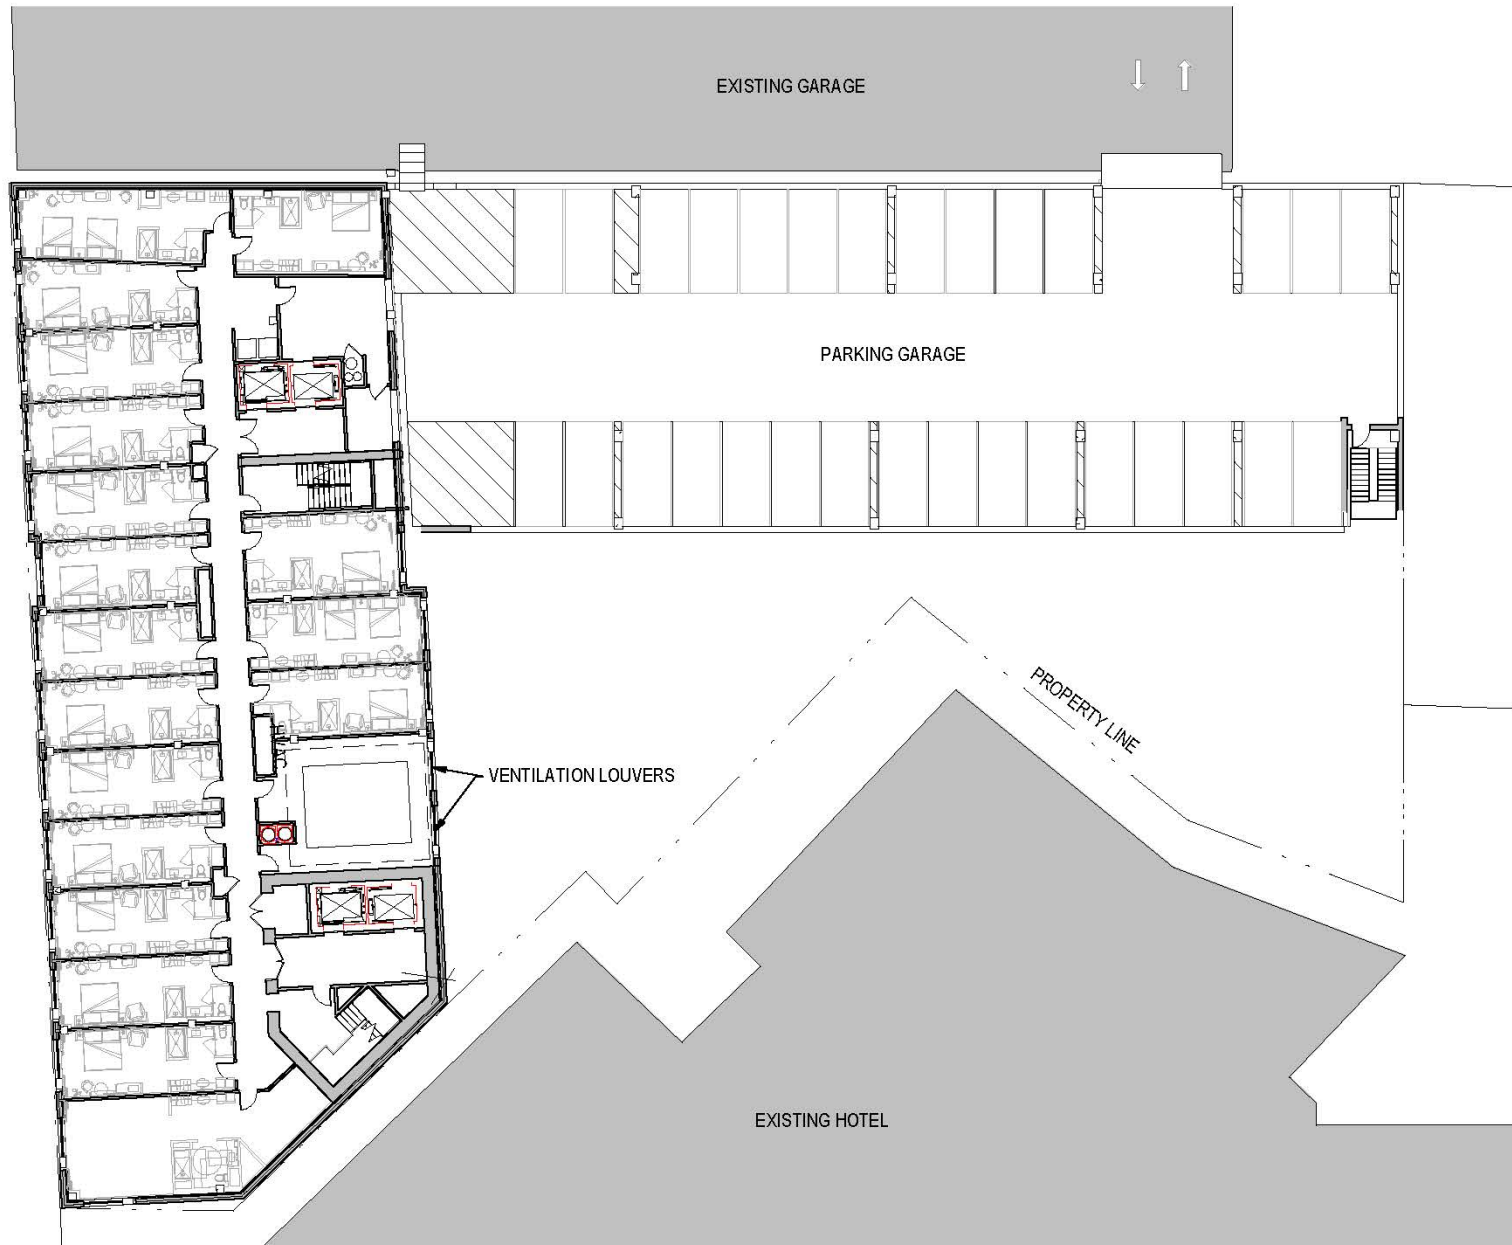 EXISTING GARAGE
PARKING GARAGE
PROPERTY LINE
VENTILATION LOUVERS
EXISTING HOTEL